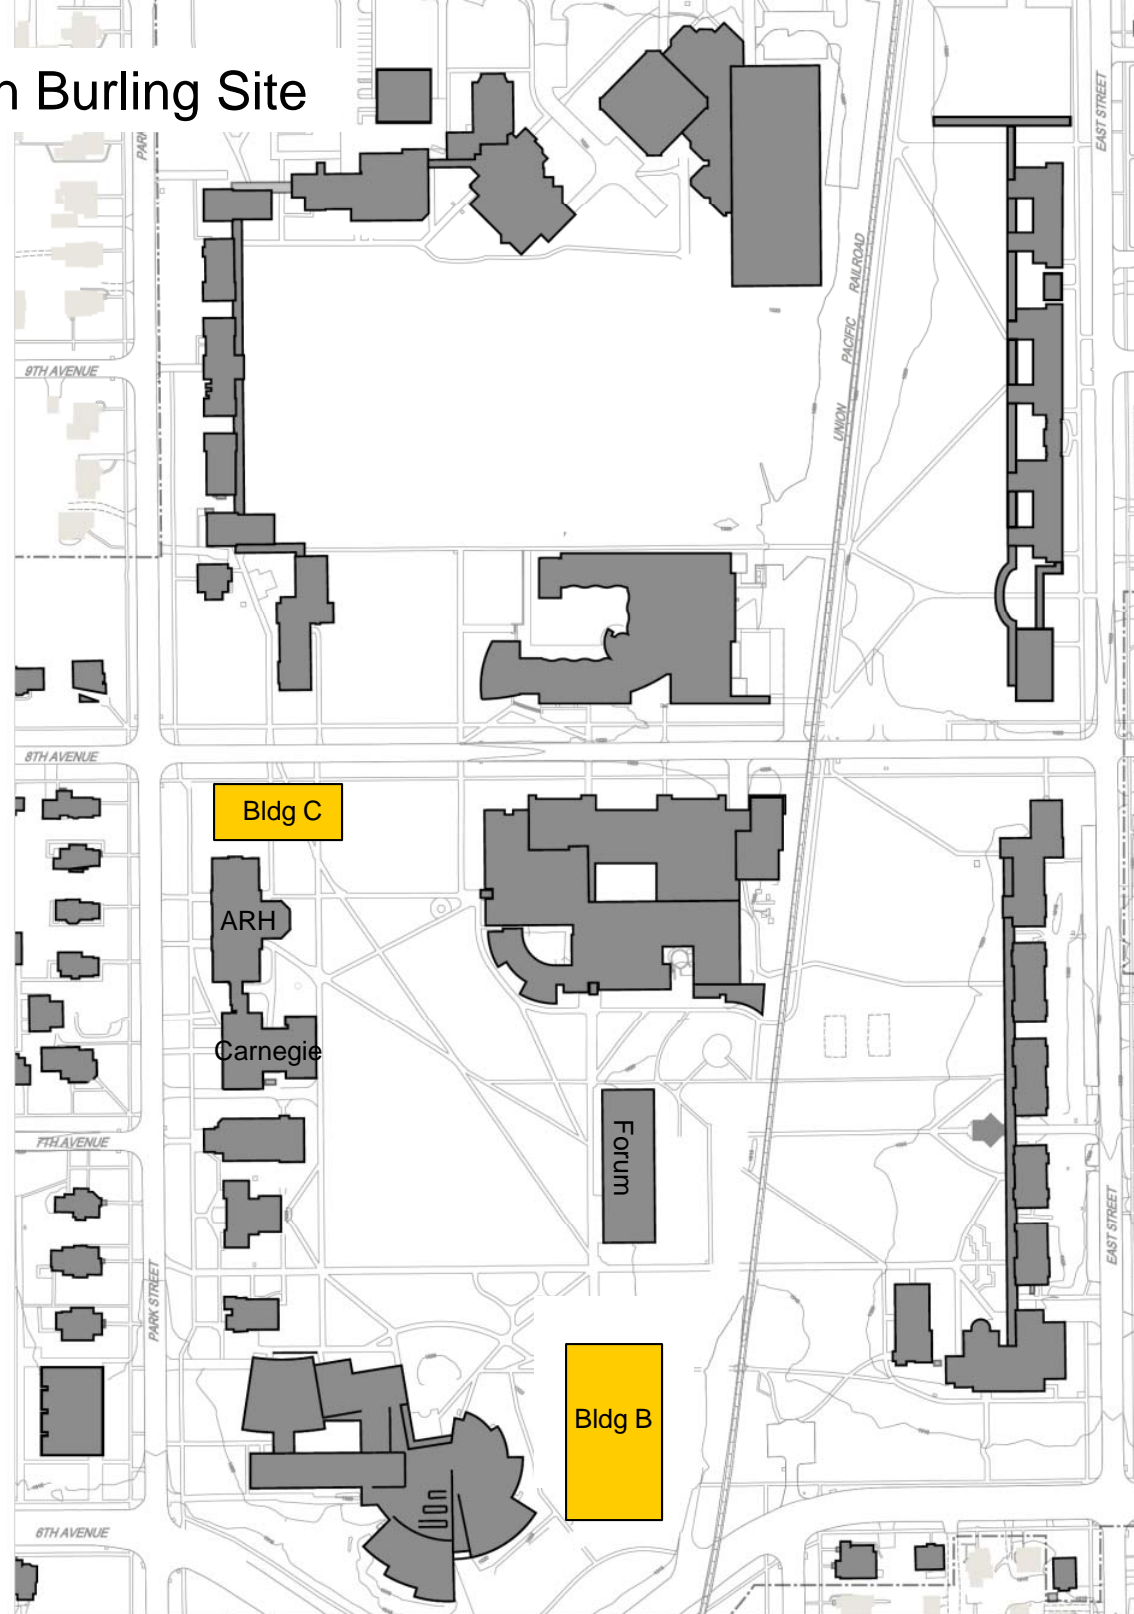 n Burling Site
PARK
EAST STREET
UNION PACIFIC RAILROAD
9TH AVENUE
8TH AVENUE
Bldg C
ARH
Carnegie
Forum
7TH AVENUE
EAST STREET
PARK STREET
Bldg B
6TH AVENUE